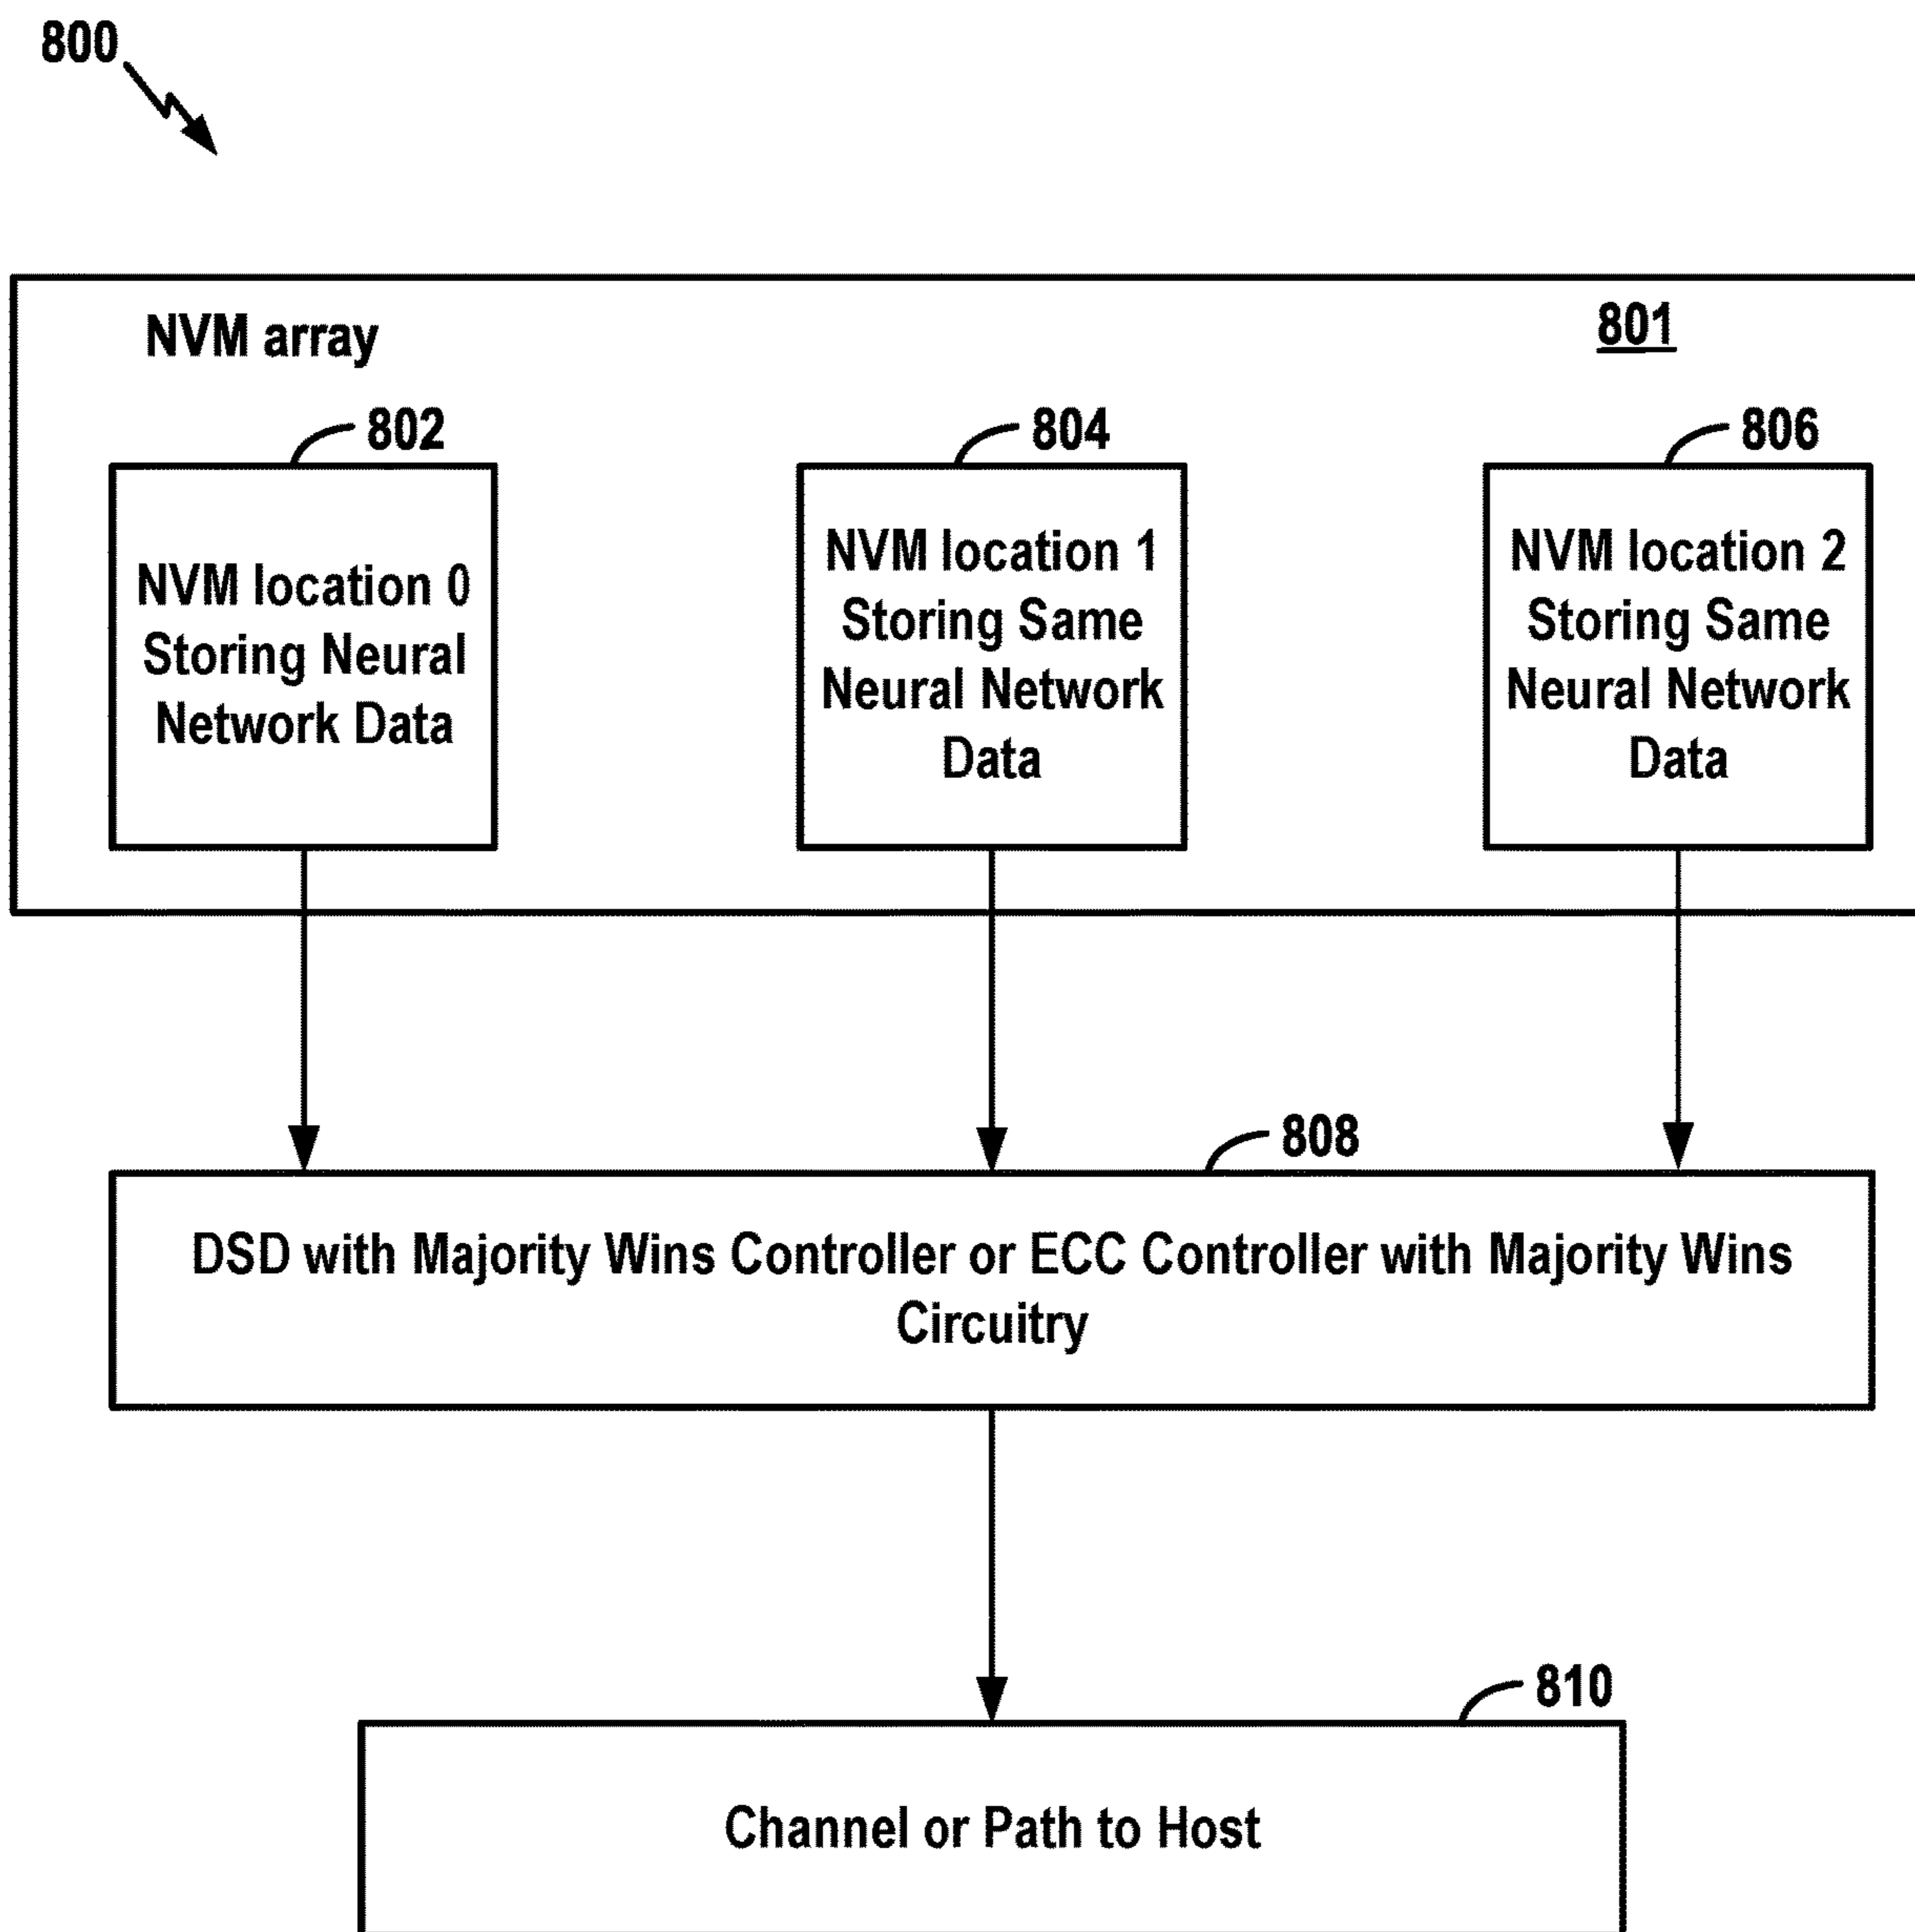 800
NVM array
801
802
804
806
NVM location 0
Storing Neural
Network Data
NVM location 1
Storing Same
Neural Network
Data
NVM location 2
Storing Same
Neural Network
Data
808
DSD with Majority Wins Controller or ECC Controller with Majority Wins
Circuitry
810
Channel or Path to Host